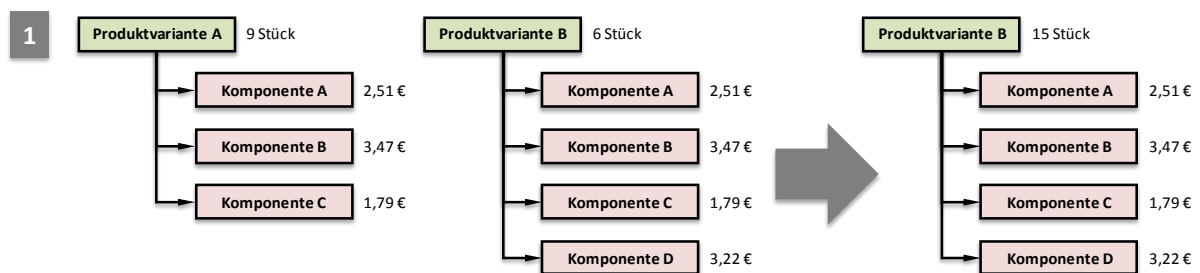 1
Produktvariante A 9 Stück
Komponente A 2,51 €
Komponente B 3,47 €
Komponente C 1,79 €
Produktvariante B 6 Stück
Komponente A 2,51 €
Komponente B 3,47 €
Komponente C 1,79 €
Komponente D 3,22 €
Produktvariante B 15 Stück
Komponente A 2,51 €
Komponente B 3,47 €
Komponente C 1,79 €
Komponente D 3,22 €